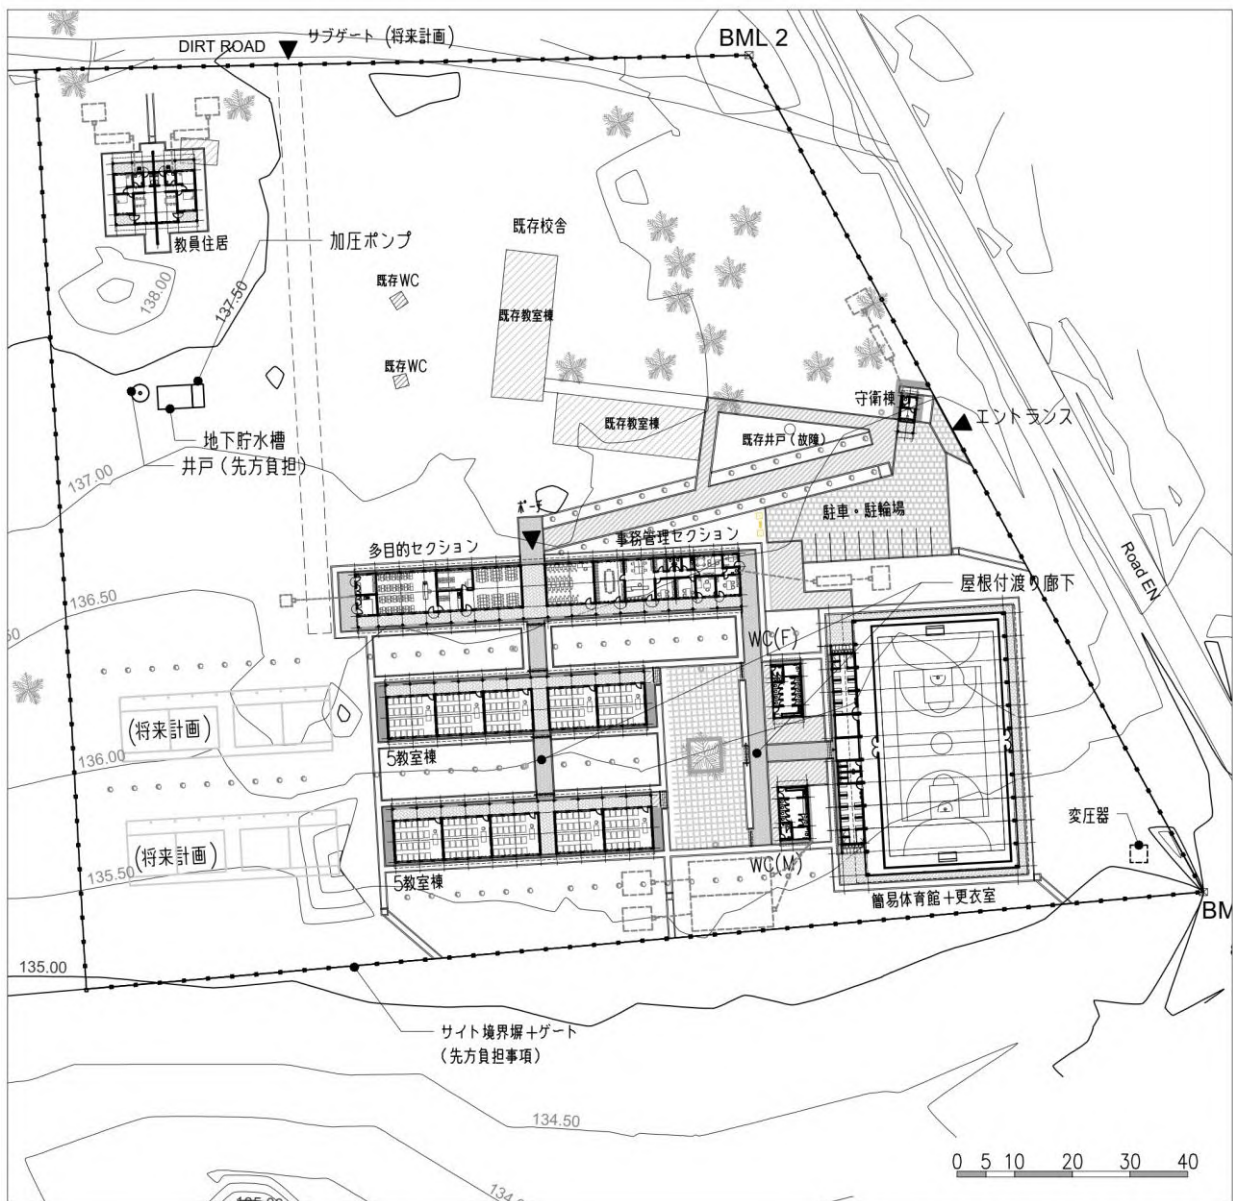 サブゲート (将来計画)
DIRT ROAD
BML 2
教員住居
加圧ポンプ
既存校舎
138.00
137.50
既存WC
既存教室棟
既存WC
守衛棟
エントランス
既存教室棟
既存井戸(故障)
地下貯水槽
井戸(先方負担)
137.00
ポーチ
駐車・駐輪場
多目的セクション
事務管理セクション
Road EN
屋根付渡り廊下
136.50
WC(F)
(将来計画)
136.00
5教室棟
変圧器
(将来計画)
135.50
5教室棟
WC(M)
簡易体育館+更衣室
BM
135.00
サイト境界塀+ゲート
(先方負担事項)
134.50
0 5 10 20 30 40